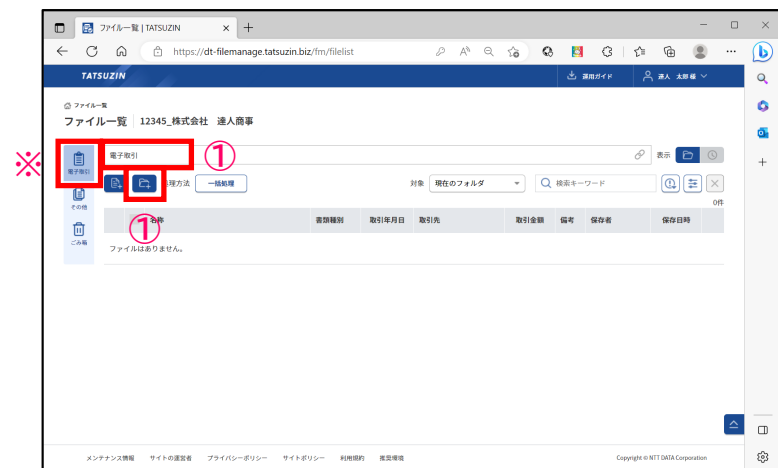 ファイル一覧 | TATSUZIN
https://dt-filemanage.tatsuzin.biz/fm/filelist
TATSUZIN
運用ガイド
達人 太郎 様
ファイル一覧
ファイル一覧 12345_株式会社 達人商事
※
電子取引
電子取引
①
表示
処理方法
一括処理
対象
現在のフォルダ
検索キーワード
その他
0件
①
名称
書類種別
取引年月日
取引先
取引金額
備考
保存者
保存日時
ごみ箱
ファイルはありません。
メンテナンス情報 サイトの運営者 プライバシーポリシー サイトポリシー 利用規約 推奨環境
Copyright © NTT DATA Corporation